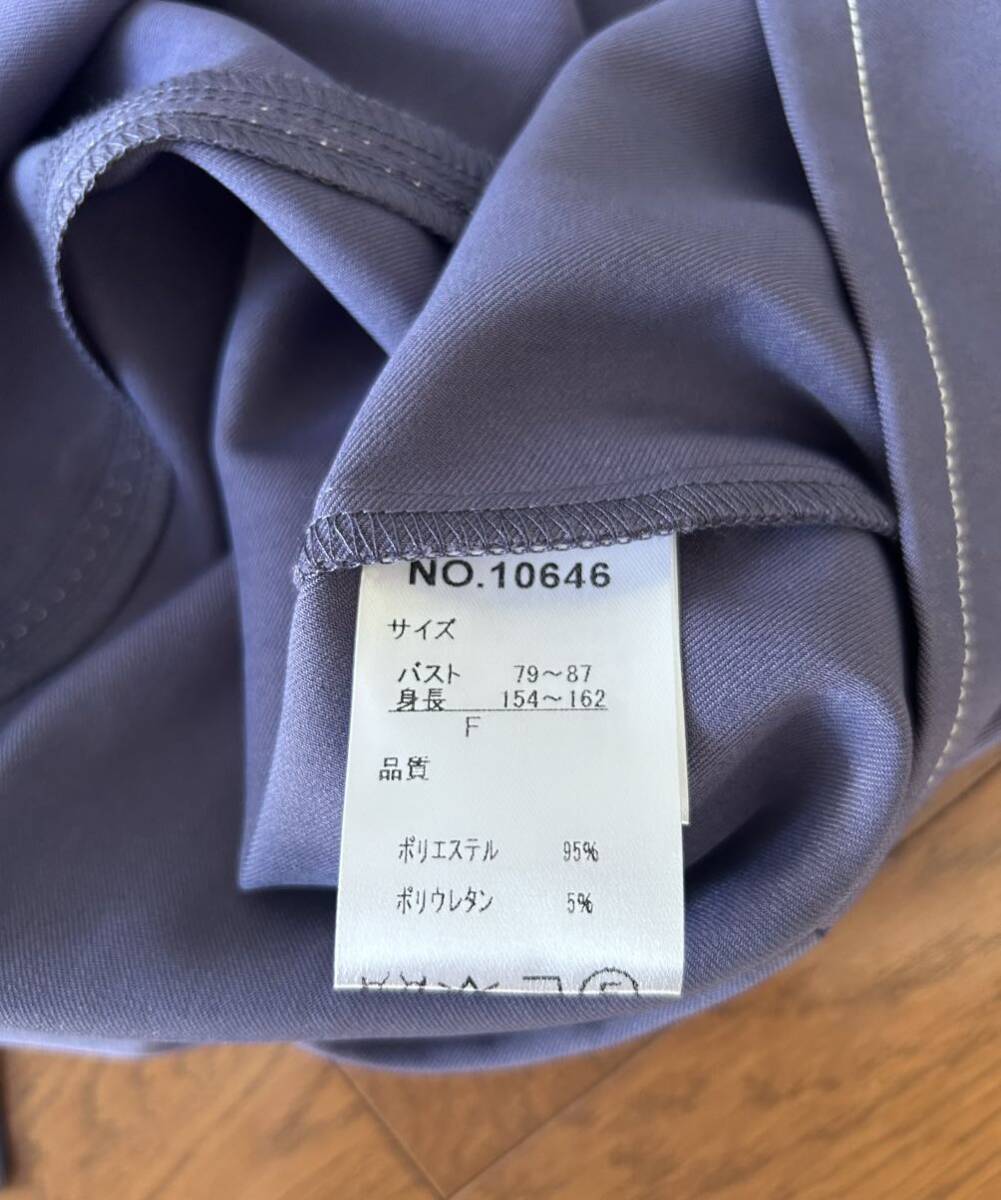 NO.10646
サイズ
バスト 79～87
身長 154～162
F
品質
ポリエステル 95%
ポリウレタン 5%